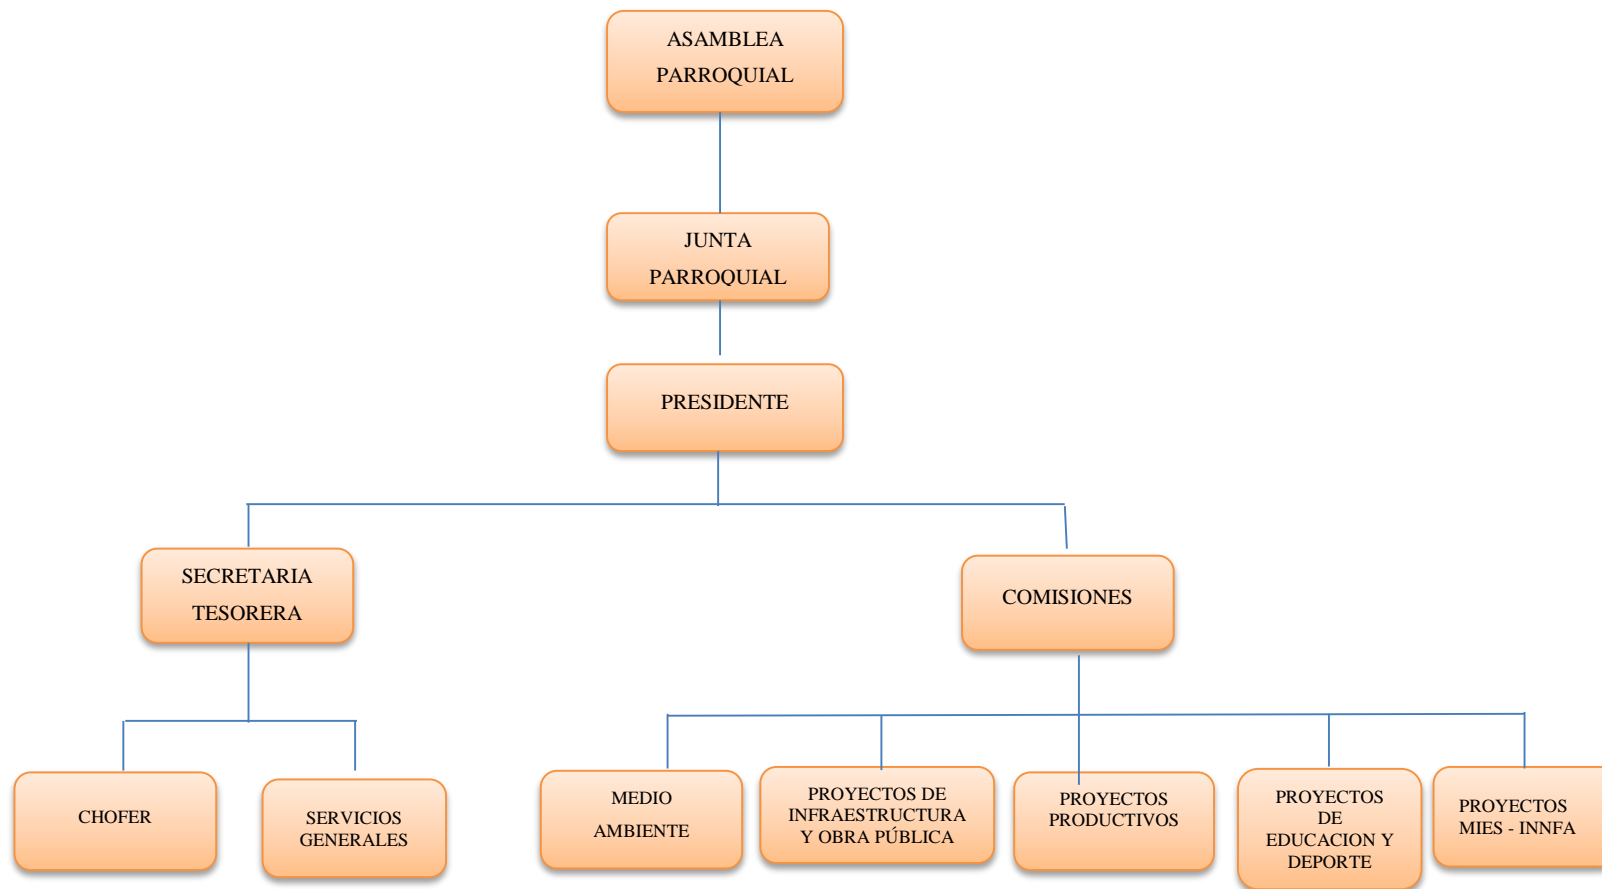 ASAMBLEA
PARROQUIAL
JUNTA
PARROQUIAL
PRESIDENTE
SECRETARIA
TESORERA
COMISIONES
CHOFER
SERVICIOS
GENERALES
MEDIO
AMBIENTE
PROYECTOS DE
INFRAESTRUCTURA
Y OBRA PÚBLICA
PROYECTOS
PRODUCTIVOS
PROYECTOS
DE
EDUCACION Y
DEPORTE
PROYECTOS
MIES - INNFA